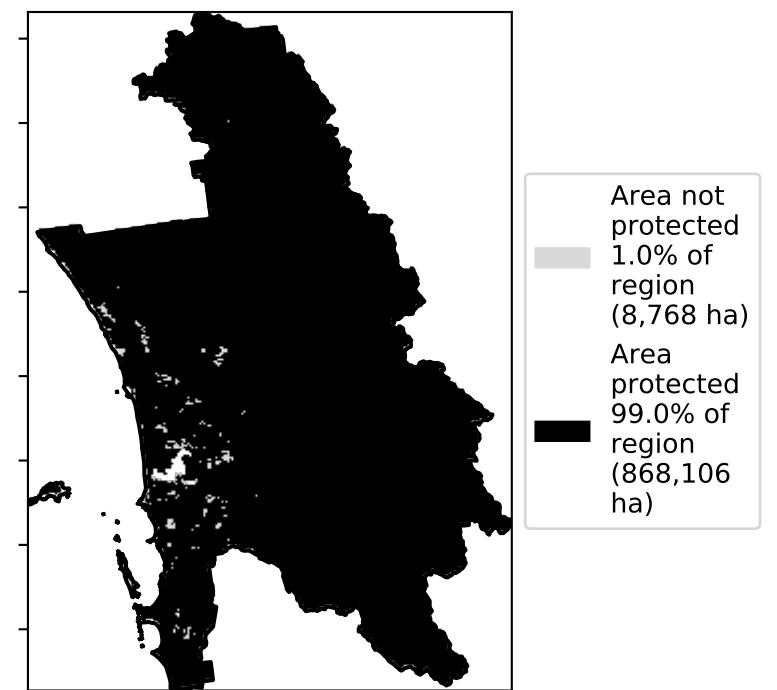 Area not
protected
1.0% of
region
(8,768 ha)
Area
protected
99.0% of
region
(868,106
ha)